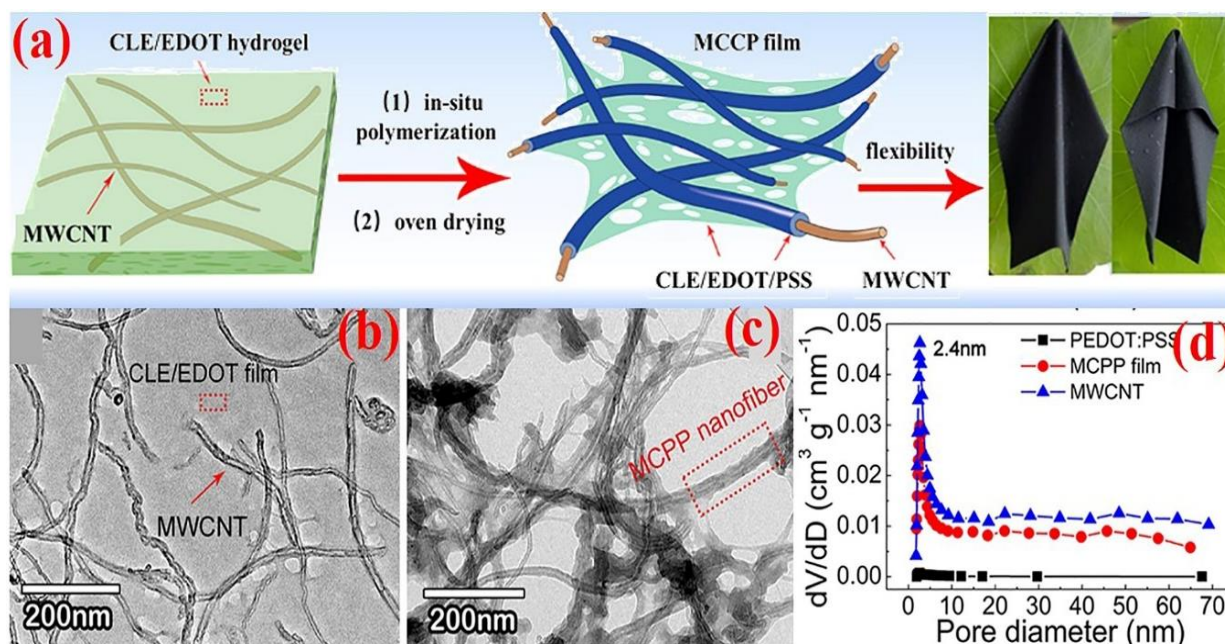 (a)
CLE/EDOT hydrogel
MWCNT
(1) in-situ
polymerization
(2) oven drying
MCCP film
CLE/EDOT/PSS
MWCNT
flexibility
(b)
CLE/EDOT film
MWCNT
200nm
(c)
MCPP nanofiber
200nm
(d)
0.05
0.04
0.03
0.02
0.01
0.00
dV/dD (cm³ g⁻¹ nm⁻¹)
2.4nm
PEDOT:PSS
MCPP film
MWCNT
0 10 20 30 40 50 60 70
Pore diameter (nm)